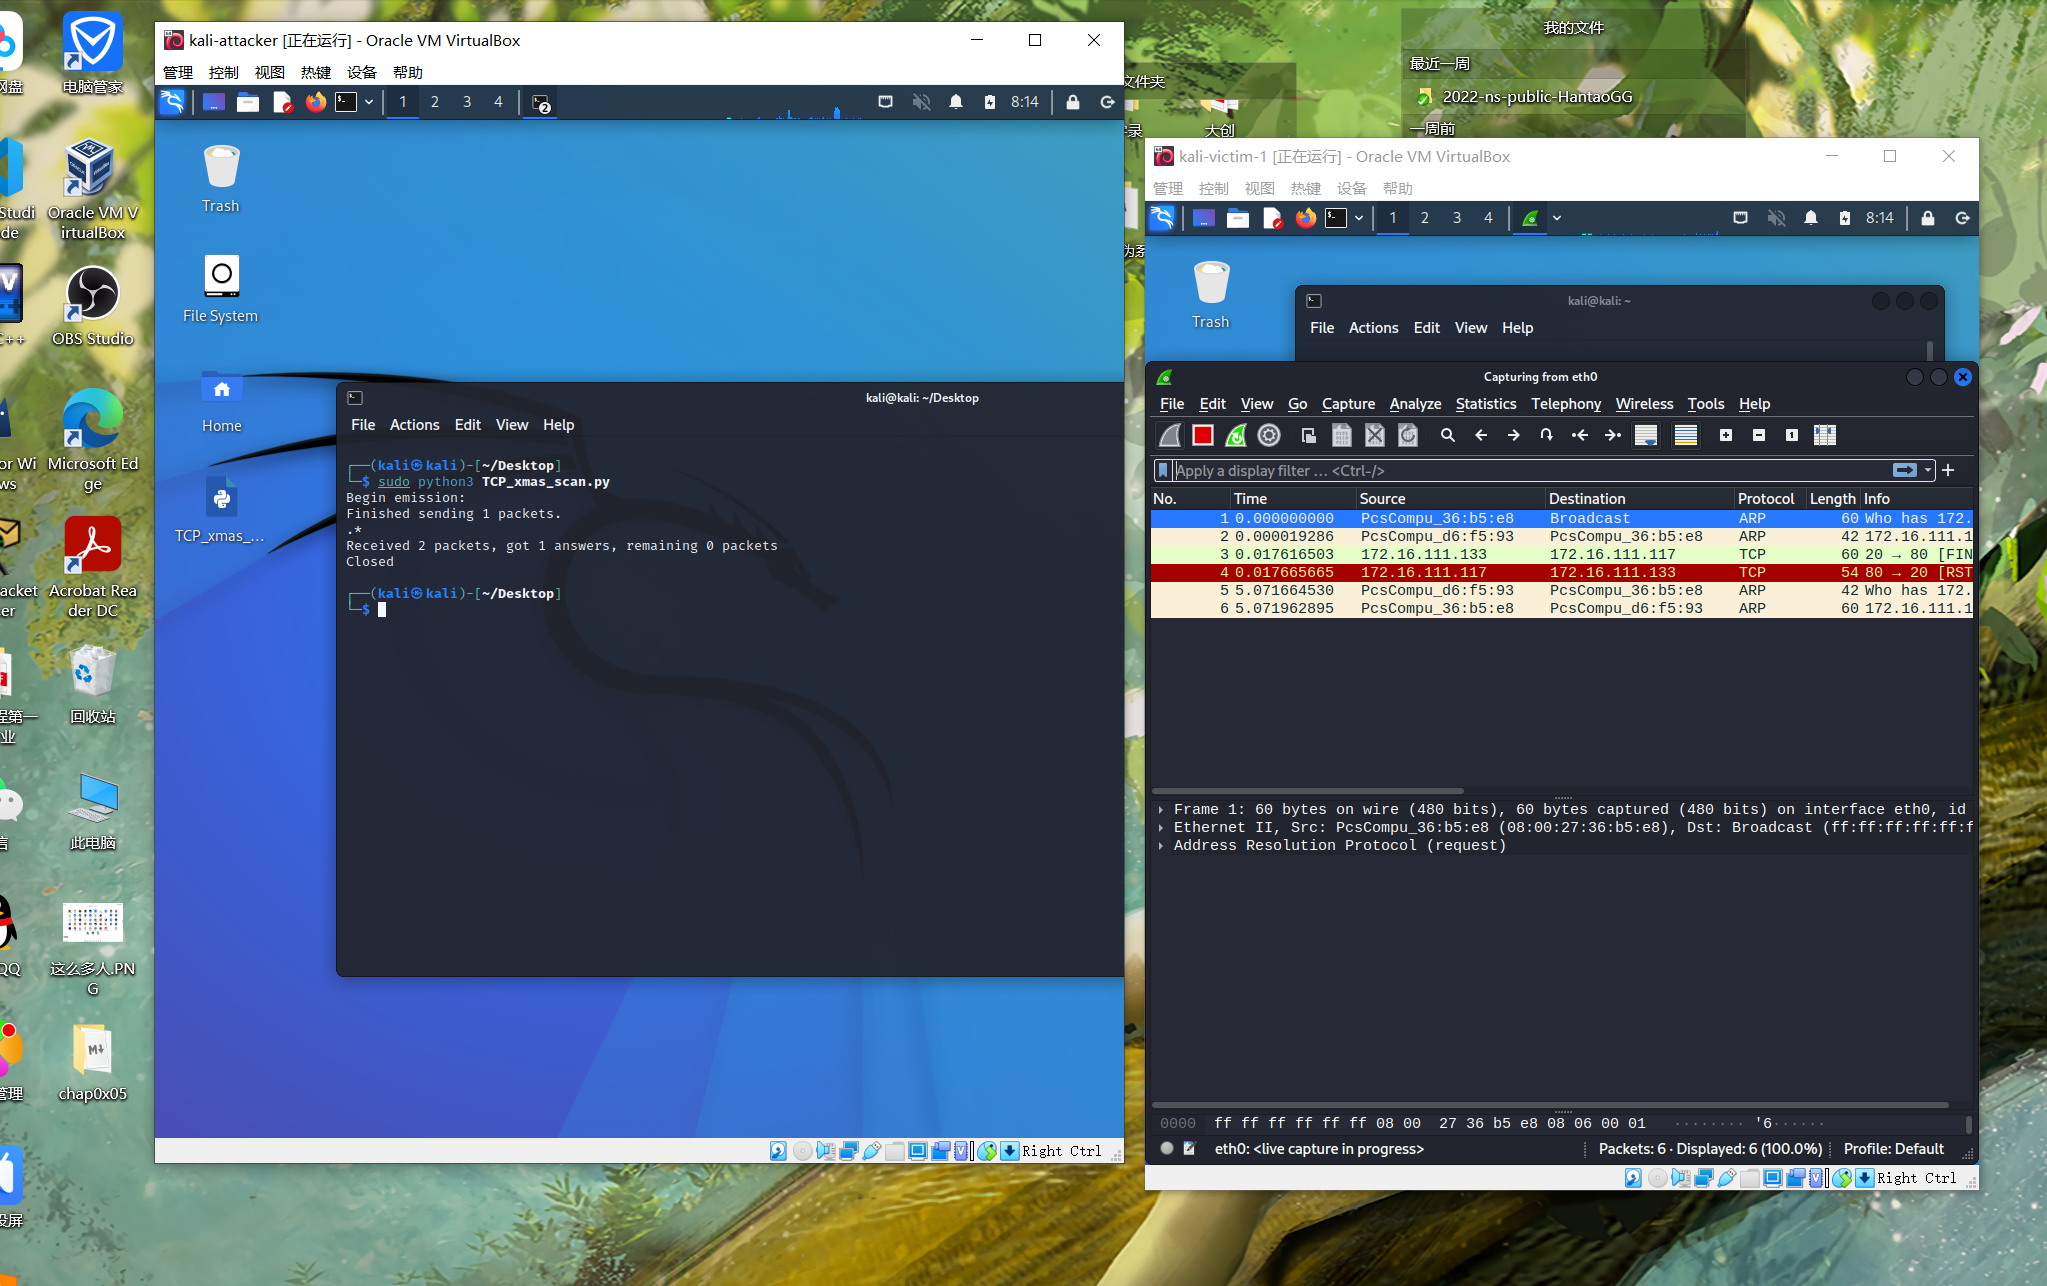 kali-attacker [正在运行] - Oracle VM VirtualBox
管理 控制 视图 热键 设备 帮助
1 2 3 4 2 8:14
Trash
File System
Home
TCP_xmas_...
kali@kali: ~/Desktop
File Actions Edit View Help
┌──(kali㉿kali)-[~/Desktop]
└─$ sudo python3 TCP_xmas_scan.py
Begin emission:
Finished sending 1 packets.
.*
Received 2 packets, got 1 answers, remaining 0 packets
Closed
┌──(kali㉿kali)-[~/Desktop]
└─$
Right Ctrl
电脑管家
Oracle VM VirtualBox
OBS Studio
Microsoft Edge
Acrobat Reader DC
回收站
此电脑
这么多人.PNG
M↓
chap0x05
网盘
C++
QQ
管理
投屏
我的文件
最近一周
2022-ns-public-HantaoGG
一周前
文件夹
大创
kali-victim-1 [正在运行] - Oracle VM VirtualBox
管理 控制 视图 热键 设备 帮助
1 2 3 4 8:14
Trash
kali@kali: ~
File Actions Edit View Help
Capturing from eth0
File Edit View Go Capture Analyze Statistics Telephony Wireless Tools Help
Apply a display filter ... <Ctrl-/>
No. Time Source Destination Protocol Length Info
1 0.000000000 PcsCompu_36:b5:e8 Broadcast ARP 60 Who has 172.
2 0.000019286 PcsCompu_d6:f5:93 PcsCompu_36:b5:e8 ARP 42 172.16.111.1
3 0.017616503 172.16.111.133 172.16.111.117 TCP 60 20 → 80 [FIN
4 0.017665665 172.16.111.117 172.16.111.133 TCP 54 80 → 20 [RST
5 5.071664530 PcsCompu_d6:f5:93 PcsCompu_36:b5:e8 ARP 42 Who has 172.
6 5.071962895 PcsCompu_36:b5:e8 PcsCompu_d6:f5:93 ARP 60 172.16.111.1
Frame 1: 60 bytes on wire (480 bits), 60 bytes captured (480 bits) on interface eth0, id
Ethernet II, Src: PcsCompu_36:b5:e8 (08:00:27:36:b5:e8), Dst: Broadcast (ff:ff:ff:ff:ff:f
Address Resolution Protocol (request)
0000 ff ff ff ff ff ff 08 00 27 36 b5 e8 08 06 00 01 ········ '6······
eth0: <live capture in progress> Packets: 6 · Displayed: 6 (100.0%) Profile: Default
Right Ctrl